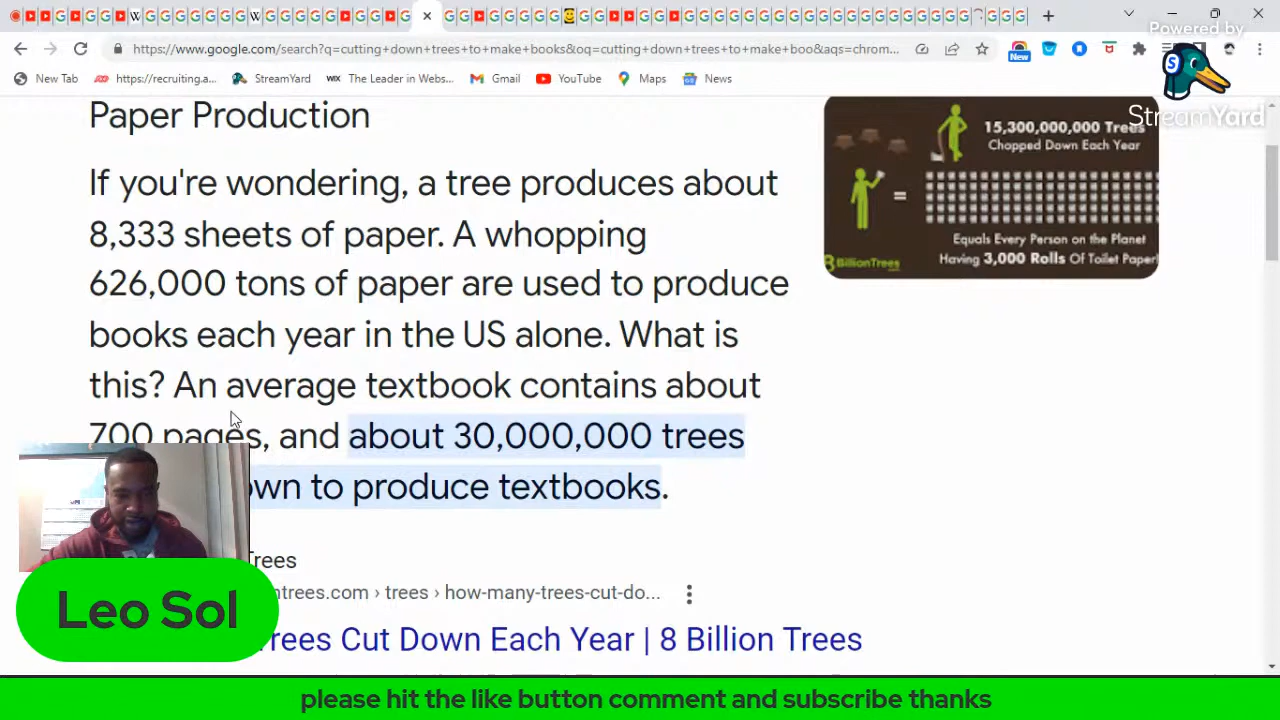 Powered by
StreamYard
https://www.google.com/search?q=cutting+down+trees+to+make+books&oq=cutting+down+trees+to+make+boo&aqs=chrom...
New
New Tab
https://recruiting.a...
StreamYard
WIX
The Leader in Webs...
Gmail
YouTube
Maps
News
Paper Production
If you're wondering, a tree produces about
8,333 sheets of paper. A whopping
626,000 tons of paper are used to produce
books each year in the US alone. What is
this? An average textbook contains about
700 pages, and about 30,000,000 trees
own to produce textbooks.
15,300,000,000 Trees
Chopped Down Each Year
=
Equals Every Person on the Planet
Having 3,000 Rolls Of Toilet Paper!
8BillionTrees
Trees
ntrees.com › trees › how-many-trees-cut-do...
Trees Cut Down Each Year | 8 Billion Trees
Leo Sol
please hit the like button comment and subscribe thanks